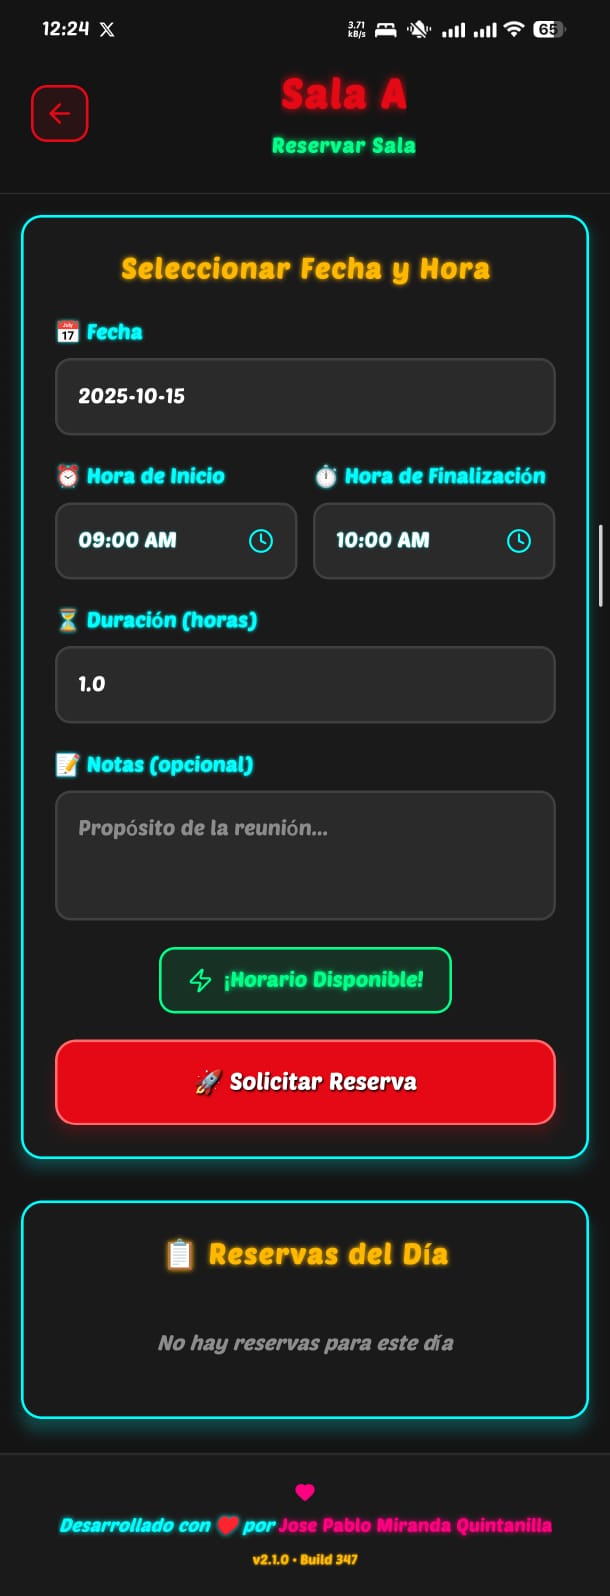 12:24
3.71
kB/s
65
Sala A
Reservar Sala
Seleccionar Fecha y Hora
July
17
Fecha
2025-10-15
Hora de Inicio
Hora de Finalización
09:00 AM
10:00 AM
Duración (horas)
1.0
Notas (opcional)
Propósito de la reunión...
¡Horario Disponible!
Solicitar Reserva
Reservas del Día
No hay reservas para este día
Desarrollado con ❤️ por Jose Pablo Miranda Quintanilla
v2.1.0 • Build 347